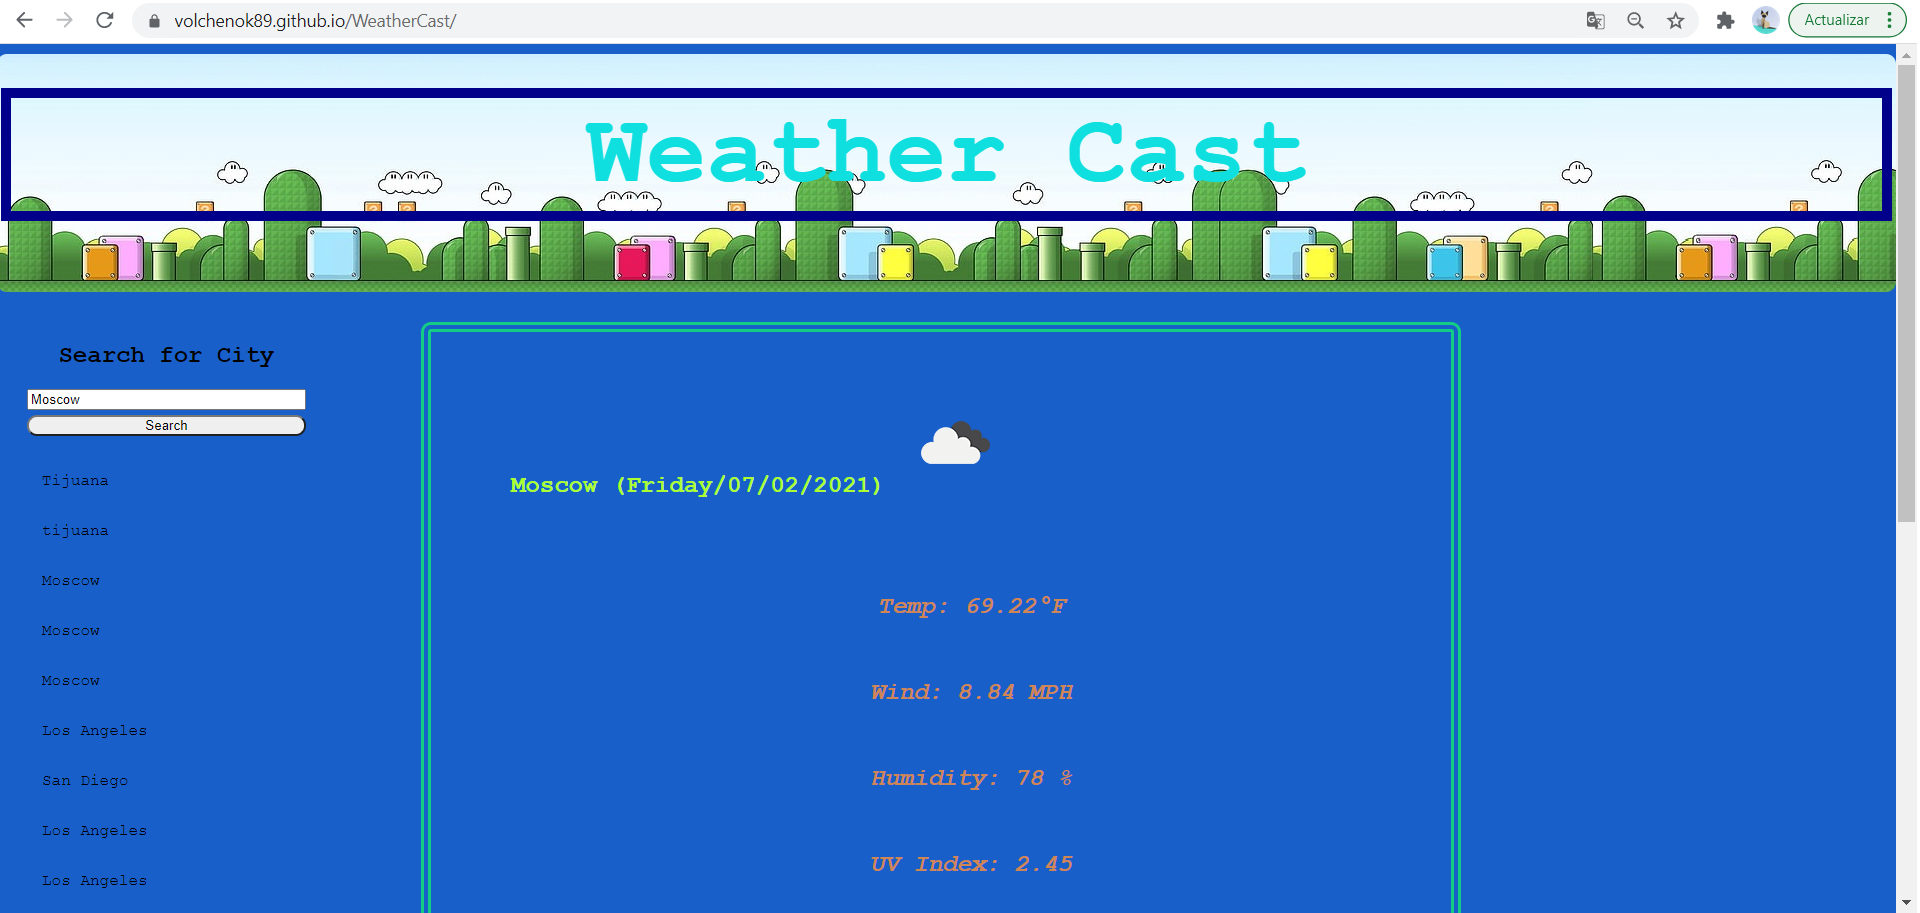 volchenok89.github.io/WeatherCast/
Actualizar
Weather Cast
Search for City
Moscow
Search
Tijuana
tijuana
Moscow
Moscow
Moscow
Los Angeles
San Diego
Los Angeles
Los Angeles
Moscow (Friday/07/02/2021)
Temp: 69.22°F
Wind: 8.84 MPH
Humidity: 78 %
UV Index: 2.45